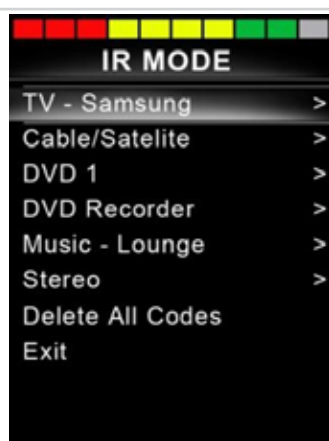 IR MODE
TV - Samsung >
Cable/Satelite >
DVD 1 >
DVD Recorder >
Music - Lounge >
Stereo >
Delete All Codes
Exit